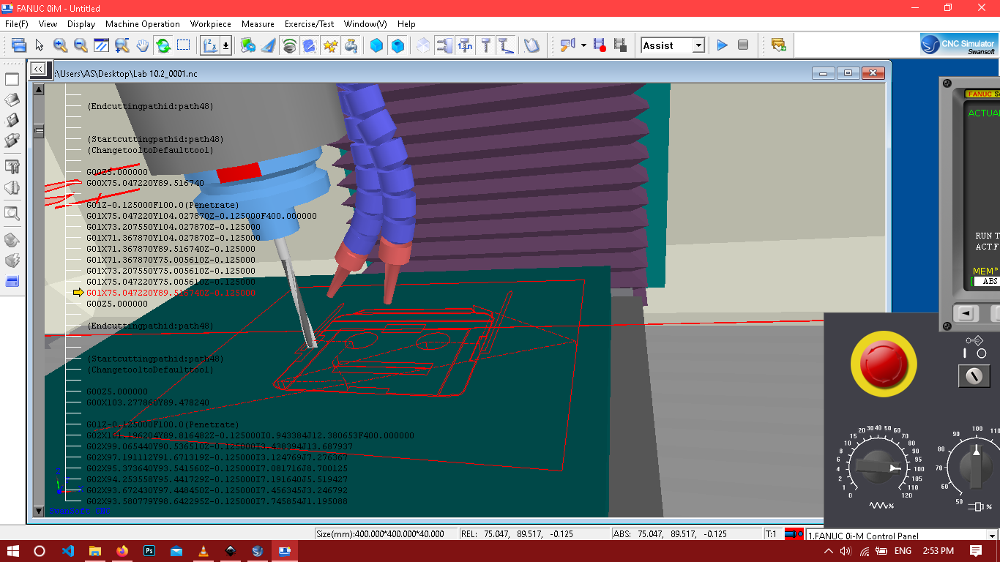 FANUC 0iM - Untitled
File(F) View Display Machine Operation Workpiece Measure Exercise/Test Window(V) Help
Assist
CNC Simulator
Swansoft
<<
:\Users\AS\Desktop\Lab 10.2_0001.nc
(Endcuttingpathid:path48)
(Startcuttingpathid:path48)
(ChangetooltoDefaulttool)
G00Z5.000000
G00X75.047220Y89.516740
G01Z-0.125000F100.0(Penetrate)
G01X75.047220Y104.027870Z-0.125000F400.000000
G01X73.207550Y104.027870Z-0.125000
G01X71.367870Y104.027870Z-0.125000
G01X71.367870Y89.516740Z-0.125000
G01X71.367870Y75.005610Z-0.125000
G01X73.207550Y75.005610Z-0.125000
G01X75.047220Y75.005610Z-0.125000
G01X75.047220Y89.516740Z-0.125000
G00Z5.000000
(Endcuttingpathid:path48)
(Startcuttingpathid:path48)
(ChangetooltoDefaulttool)
G00Z5.000000
G00X103.277860Y89.478240
G01Z-0.125000F100.0(Penetrate)
G02X101.196204Y89.816482Z-0.125000I0.943384J12.380653F400.000000
G02X99.065440Y90.536510Z-0.125000I3.438394J13.687937
G02X97.191112Y91.671319Z-0.125000I3.124769J7.276367
G02X95.373640Y93.541560Z-0.125000I7.081716J8.700125
G02X94.253558Y95.441729Z-0.125000I7.191640J5.519427
G02X93.672430Y97.448450Z-0.125000I7.456345J3.246792
G02X93.580779Y98.642295Z-0.125000I7.745854J1.195088
SwanSoft CNC
FANUC
ACTUA
RUN T
ACT.F
MEM*
[ ABS
0 1 2 4 6 8 10 15 20 30 40 50 60 70 80 90 95 100 110 120
%
50 60 70 80 90 100 110
%
Size(mm):400.000*400.000*40.000
REL: 75.047, 89.517, -0.125
ABS: 75.047, 89.517, -0.125
T:1
1.FANUC 0i-M Control Panel
Ps
ENG
2:53 PM